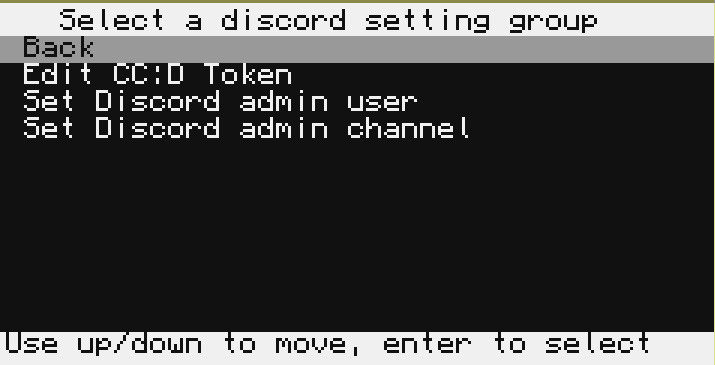 Select a discord setting group
Back
Edit CC:D Token
Set Discord admin user
Set Discord admin channel
Use up/down to move, enter to select